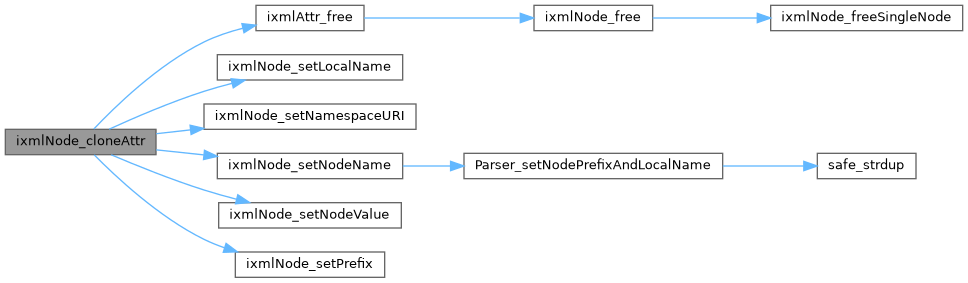 ixmlAttr_free
ixmlNode_free
ixmlNode_freeSingleNode
ixmlNode_setLocalName
ixmlNode_setNamespaceURI
ixmlNode_cloneAttr
ixmlNode_setNodeName
Parser_setNodePrefixAndLocalName
safe_strdup
ixmlNode_setNodeValue
ixmlNode_setPrefix